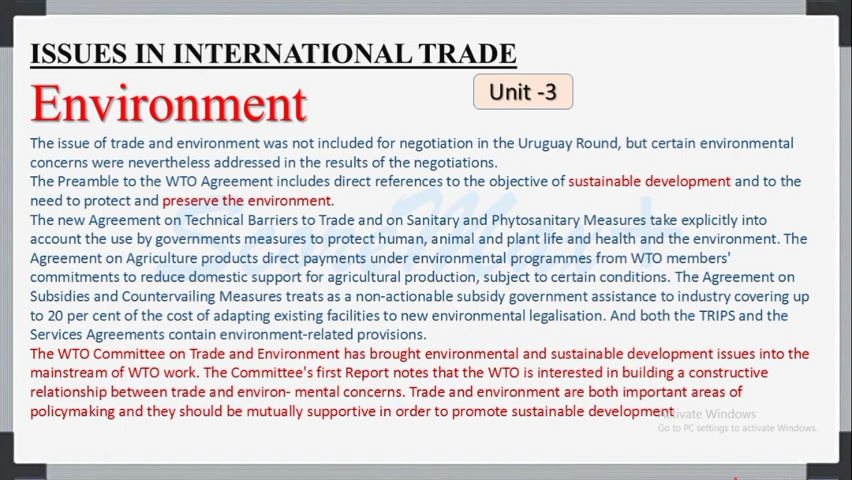 ISSUES IN INTERNATIONAL TRADE
Environment
Unit -3
The issue of trade and environment was not included for negotiation in the Uruguay Round, but certain environmental
concerns were nevertheless addressed in the results of the negotiations.
The Preamble to the WTO Agreement includes direct references to the objective of sustainable development and to the
need to protect and preserve the environment.
The new Agreement on Technical Barriers to Trade and on Sanitary and Phytosanitary Measures take explicitly into
account the use by governments measures to protect human, animal and plant life and health and the environment. The
Agreement on Agriculture products direct payments under environmental programmes from WTO members'
commitments to reduce domestic support for agricultural production, subject to certain conditions. The Agreement on
Subsidies and Countervailing Measures treats as a non-actionable subsidy government assistance to industry covering up
to 20 per cent of the cost of adapting existing facilities to new environmental legalisation. And both the TRIPS and the
Services Agreements contain environment-related provisions.
The WTO Committee on Trade and Environment has brought environmental and sustainable development issues into the
mainstream of WTO work. The Committee's first Report notes that the WTO is interested in building a constructive
relationship between trade and environ- mental concerns. Trade and environment are both important areas of
policymaking and they should be mutually supportive in order to promote sustainable development
Activate Windows
Go to PC settings to activate Windows.